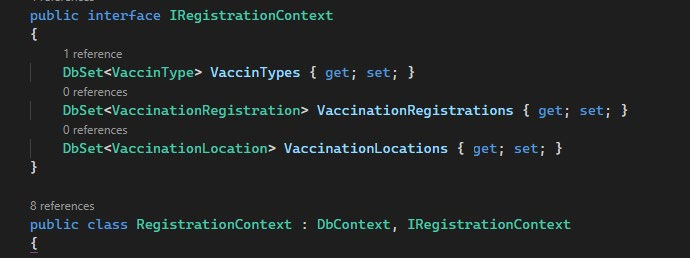 public interface IRegistrationContext
{
1 reference
DbSet<VaccinType> VaccinTypes { get; set; }
0 references
DbSet<VaccinationRegistration> VaccinationRegistrations { get; set; }
0 references
DbSet<VaccinationLocation> VaccinationLocations { get; set; }
}
8 references
public class RegistrationContext : DbContext, IRegistrationContext
{